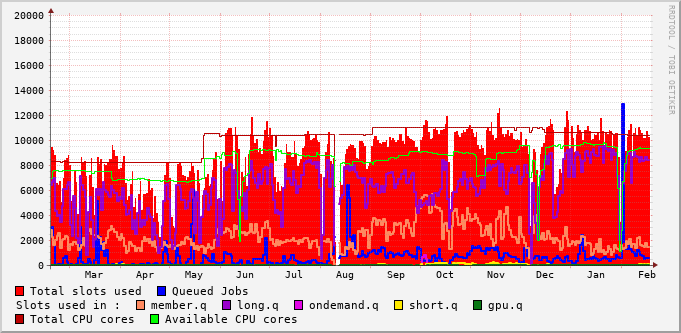 20000
18000
16000
14000
12000
10000
8000
6000
4000
2000
0
Mar Apr May Jun Jul Aug Sep Oct Nov Dec Jan Feb
Total slots used Queued Jobs
Slots used in : member.q long.q ondemand.q short.q gpu.q
Total CPU cores Available CPU cores
RRDTOOL / TOBI OETIKER